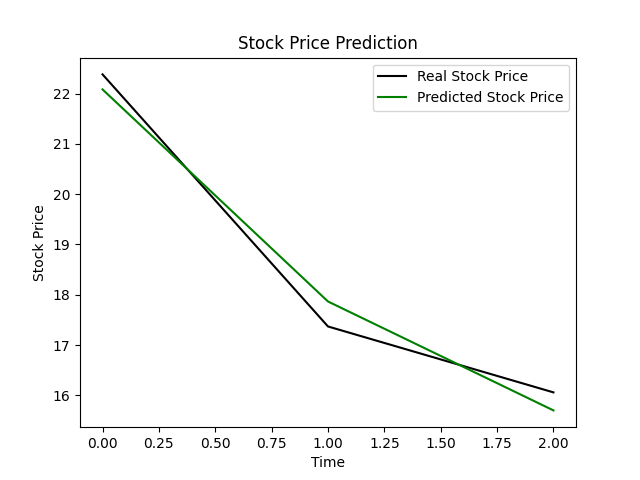 Stock Price Prediction
Real Stock Price
Predicted Stock Price
22
21
20
19
18
17
16
Stock Price
0.00 0.25 0.50 0.75 1.00 1.25 1.50 1.75 2.00
Time